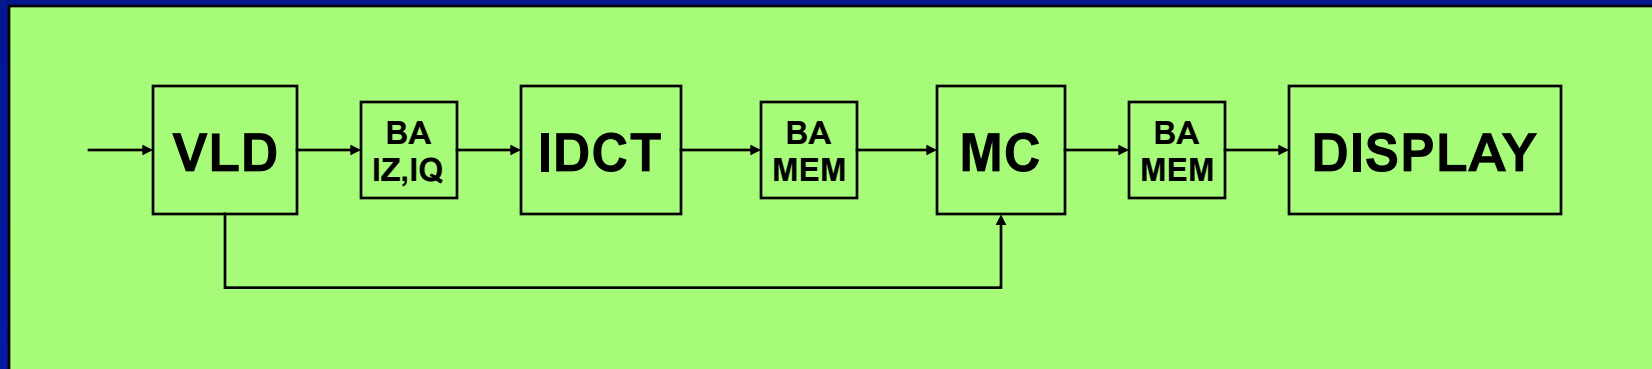 VLD
BA
IZ,IQ
IDCT
BA
MEM
MC
BA
MEM
DISPLAY